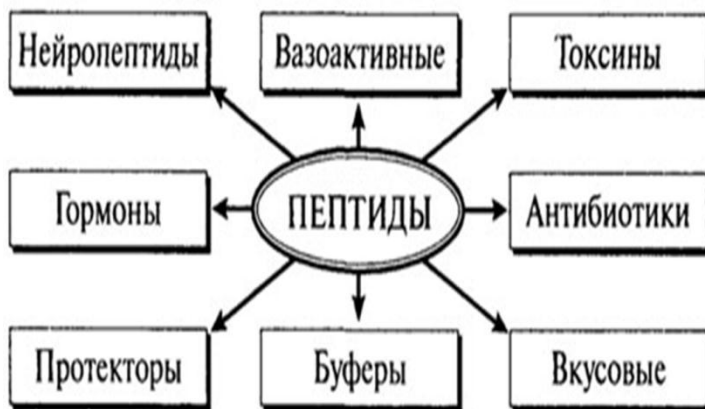 Нейропептиды
Вазоактивные
Токсины
Гормоны
ПЕПТИДЫ
Антибиотики
Протекторы
Буферы
Вкусовые